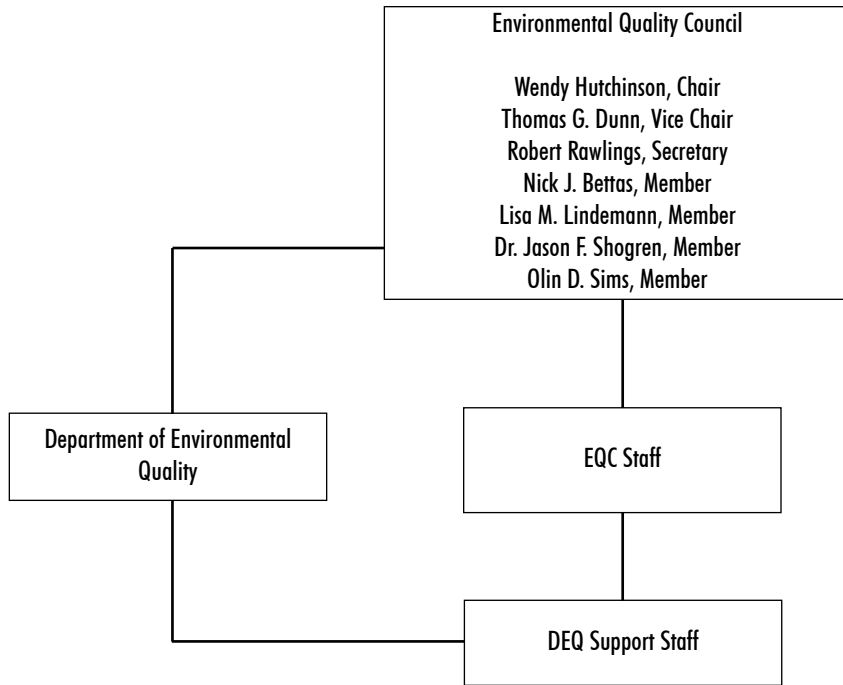 Environmental Quality Council
Wendy Hutchinson, Chair
Thomas G. Dunn, Vice Chair
Robert Rawlings, Secretary
Nick J. Bettas, Member
Lisa M. Lindemann, Member
Dr. Jason F. Shogren, Member
Olin D. Sims, Member
Department of Environmental
Quality
EQC Staff
DEQ Support Staff